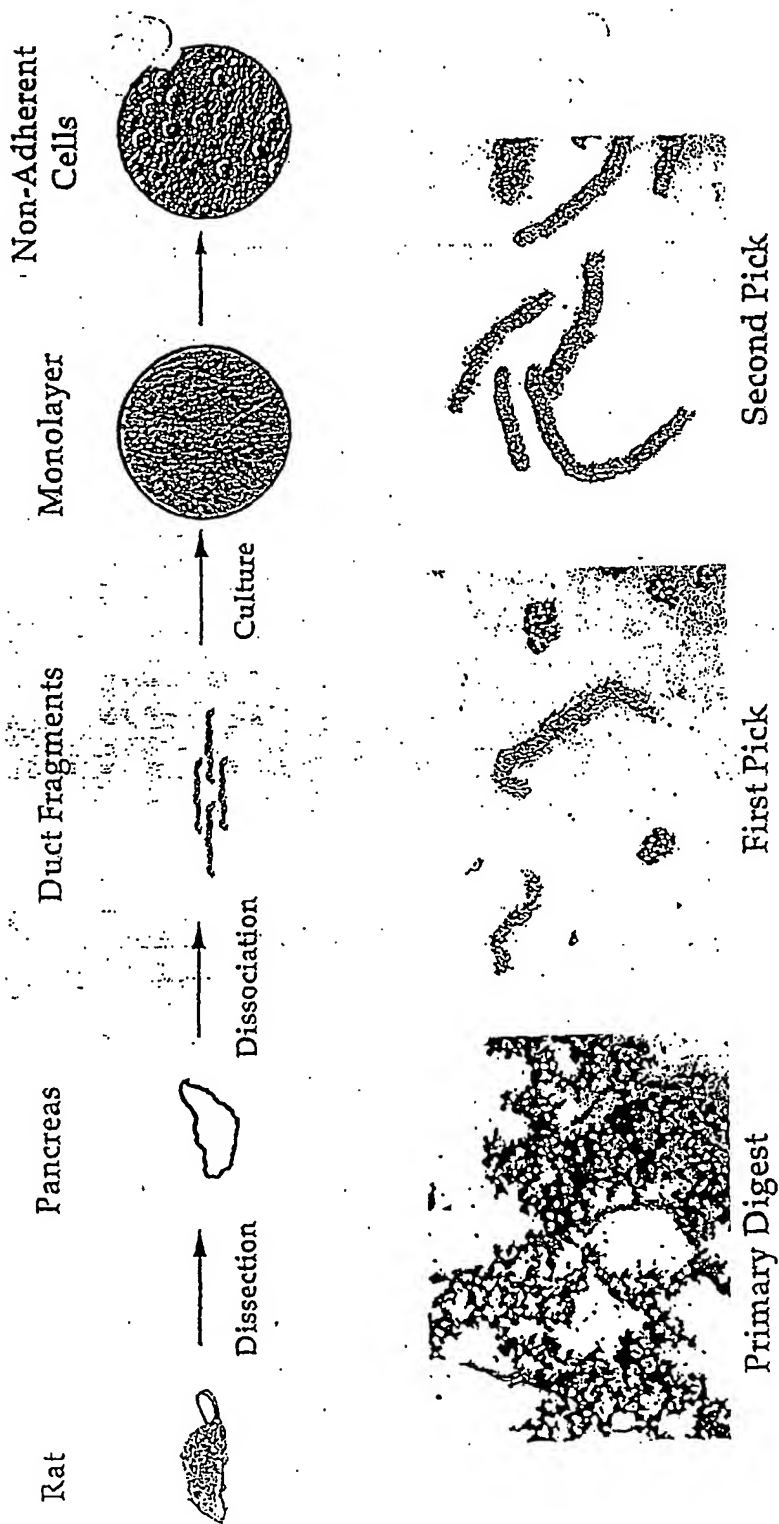 Rat
Pancreas
Duct Fragments
Monolayer
Non-Adherent
Cells
Dissection
Dissociation
Culture
Primary Digest
First Pick
Second Pick